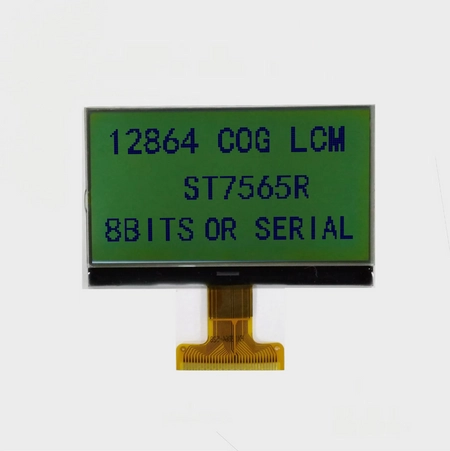 12864 COG LCM
ST7565R
8BITS OR SERIAL